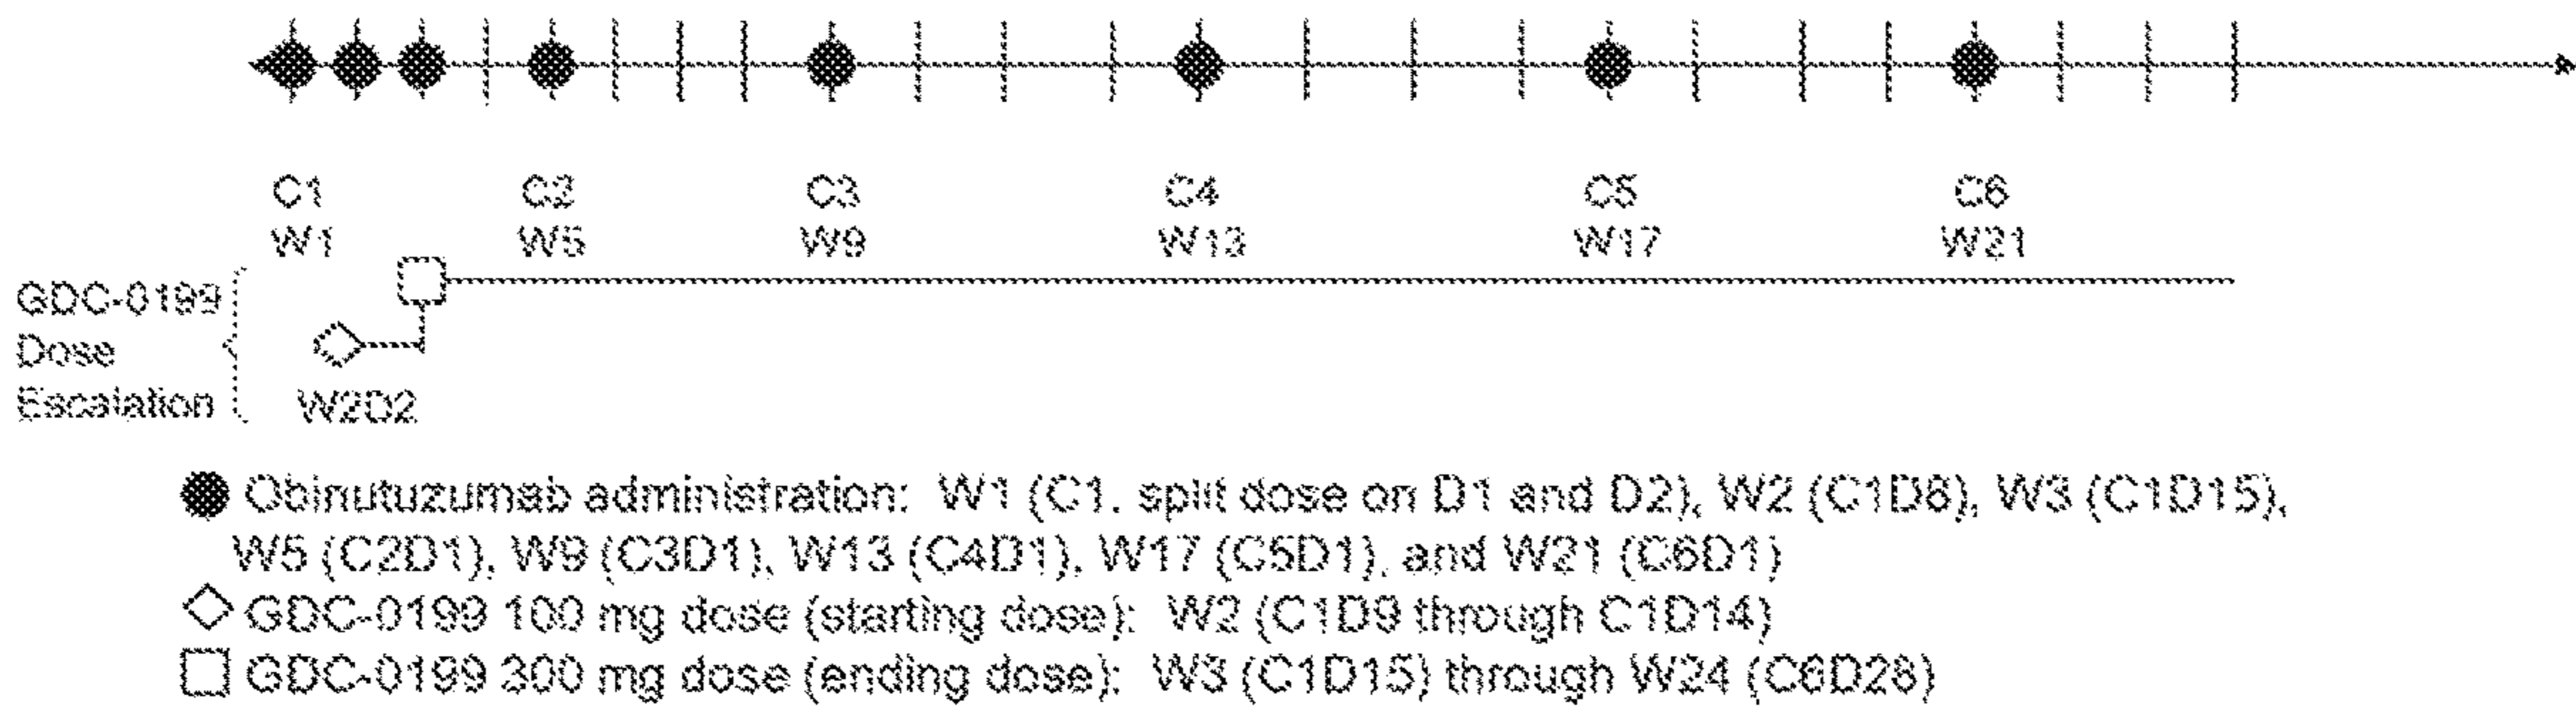 C1 C2 C3 C4 C5 C6
W1 W5 W9 W13 W17 W21
GDC-0199
Dose
Escalation
W2D2
Obinutuzumab administration: W1 (C1. split dose on D1 and D2), W2 (C1D8), W3 (C1D15),
W5 (C2D1), W9 (C3D1), W13 (C4D1), W17 (C5D1), and W21 (C6D1)
GDC-0199 100 mg dose (starting dose): W2 (C1D9 through C1D14)
GDC-0199 300 mg dose (ending dose): W3 (C1D15) through W24 (C6D28)